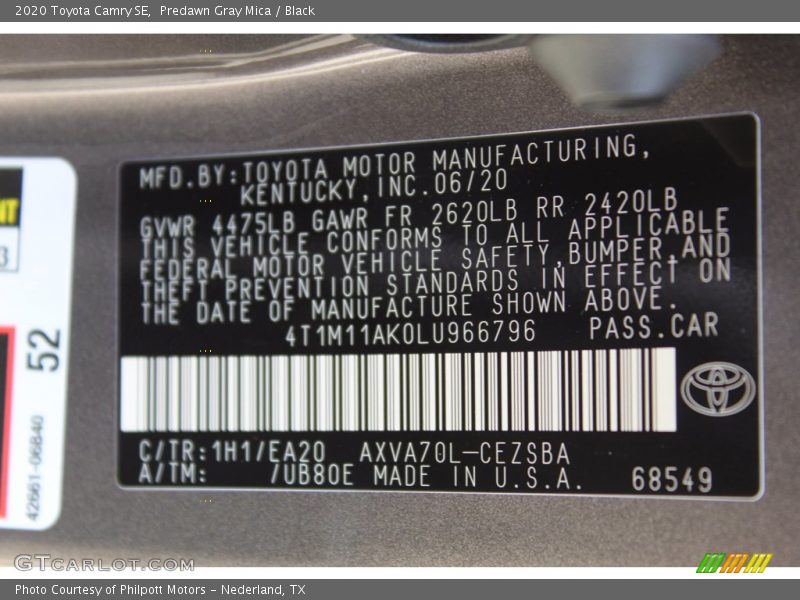 2020 Toyota Camry SE, Predawn Gray Mica / Black
MFD.BY:TOYOTA MOTOR MANUFACTURING,
KENTUCKY,INC.06/20
GVWR 4475LB GAWR FR 2620LB RR 2420LB
THIS VEHICLE CONFORMS TO ALL APPLICABLE
FEDERAL MOTOR VEHICLE SAFETY,BUMPER,AND
THEFT PREVENTION STANDARDS IN EFFECT ON
THE DATE OF MANUFACTURE SHOWN ABOVE.
4T1M11AK0LU966796 PASS.CAR
C/TR:1H1/EA20 AXVA70L-CEZSBA
A/TM: /UB80E MADE IN U.S.A. 68549
52
42661-06840
GTCARLOT.COM
Photo Courtesy of Philpott Motors - Nederland, TX